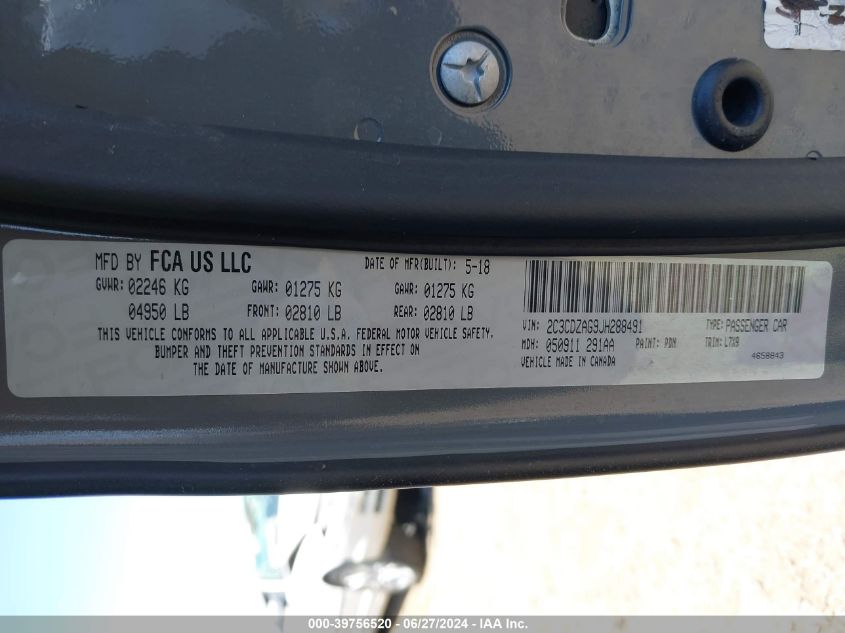 MFD BY FCA US LLC DATE OF MFR(BUILT): 5-18
GVWR: 02246 KG GAWR: 01275 KG GAWR: 01275 KG
04950 LB FRONT: 02810 LB REAR: 02810 LB
THIS VEHICLE CONFORMS TO ALL APPLICABLE U.S.A. FEDERAL MOTOR VEHICLE SAFETY,
BUMPER AND THEFT PREVENTION STANDARDS IN EFFECT ON
THE DATE OF MANUFACTURE SHOWN ABOVE.
VIN: 2C3CDZAG9JH288491 TYPE: PASSENGER CAR
MDH: 050911 291AA PAINT: PDN TRIM: L7X9
VEHICLE MADE IN CANADA 4658843
000-39756520 - 06/27/2024 - IAA Inc.